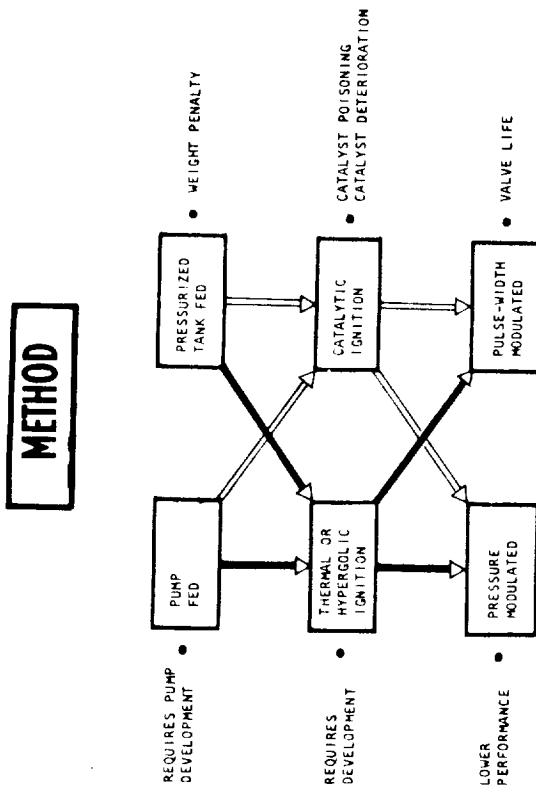 METHOD
REQUIRES PUMP
DEVELOPMENT
PUMP
FED
PRESSURIZED
TANK FED
WEIGHT PENALTY
REQUIRES
DEVELOPMENT
THERMAL OR
HYPERGOLIC
IGNITION
CATALYTIC
IGNITION
CATALYST POISONING
CATALYST DETERIORATION
LOWER
PERFORMANCE
PRESSURE
MODULATED
PULSE-WIDTH
MODULATED
VALVE LIFE